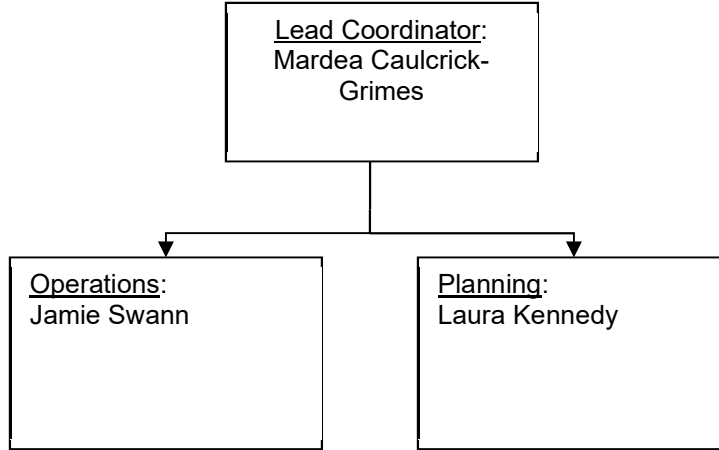 Lead Coordinator:
Mardea Caulcrick-
Grimes
Operations:
Jamie Swann
Planning:
Laura Kennedy